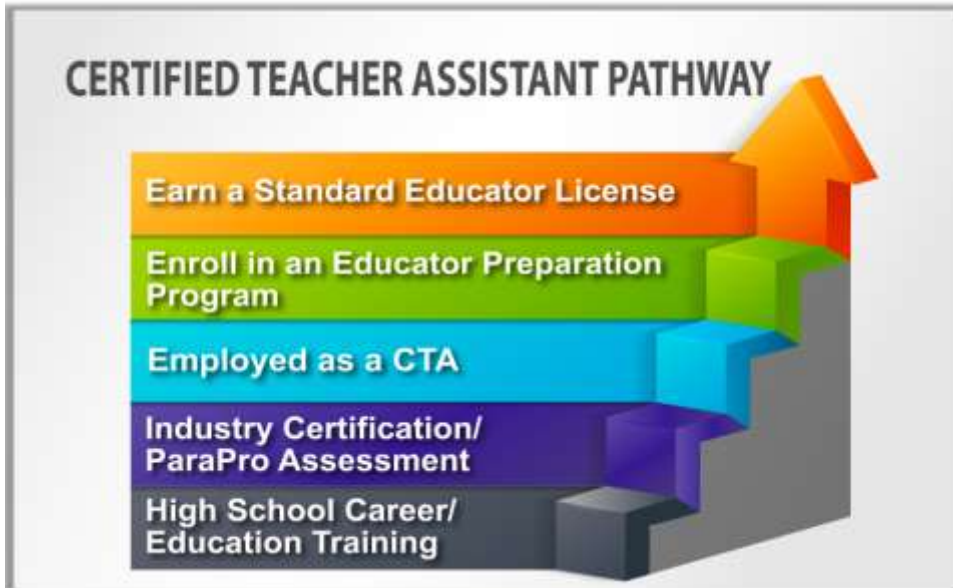 CERTIFIED TEACHER ASSISTANT PATHWAY
Earn a Standard Educator License
Enroll in an Educator Preparation
Program
Employed as a CTA
Industry Certification/
ParaPro Assessment
High School Career/
Education Training